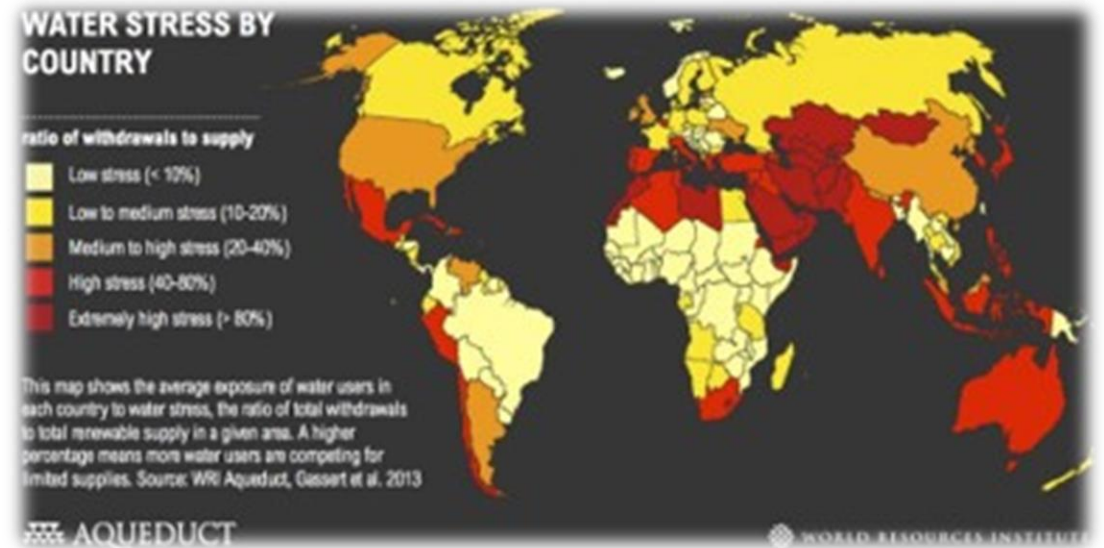 WATER STRESS BY
COUNTRY
ratio of withdrawals to supply
Low stress (< 10%)
Low to medium stress (10-20%)
Medium to high stress (20-40%)
High stress (40-80%)
Extremely high stress (> 80%)
This map shows the average exposure of water users in
each country to water stress, the ratio of total withdrawals
to total renewable supply in a given area. A higher
percentage means more water users are competing for
limited supplies. Source: WRI Aqueduct, Gassert et al. 2013
AQUEDUCT
WORLD RESOURCES INSTITUTE